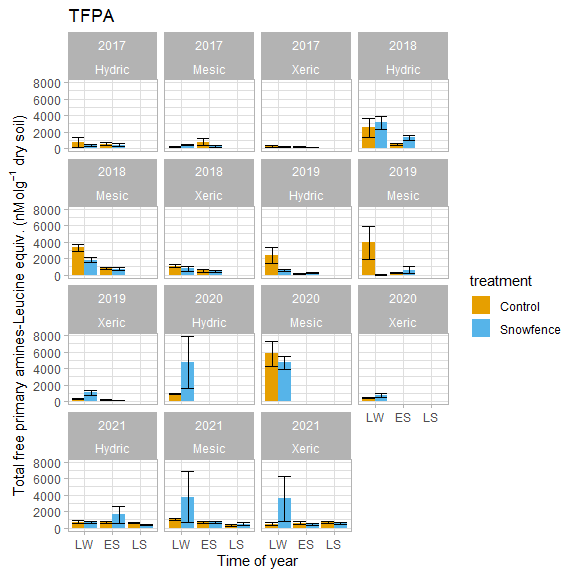 TFPA
Total free primary amines-Leucine equiv. (nM olg⁻¹ dry soil)
2017 2017 2017 2018
Hydric Mesic Xeric Hydric
8000
6000
4000
2000
0
2018 2018 2019 2019
Mesic Xeric Hydric Mesic
8000
6000
4000
2000
0
treatment
Control
Snowfence
2019 2020 2020 2020
Xeric Hydric Mesic Xeric
8000
6000
4000
2000
0
LW ES LS
2021 2021 2021
Hydric Mesic Xeric
8000
6000
4000
2000
0
LW ES LS LW ES LS LW ES LS
Time of year